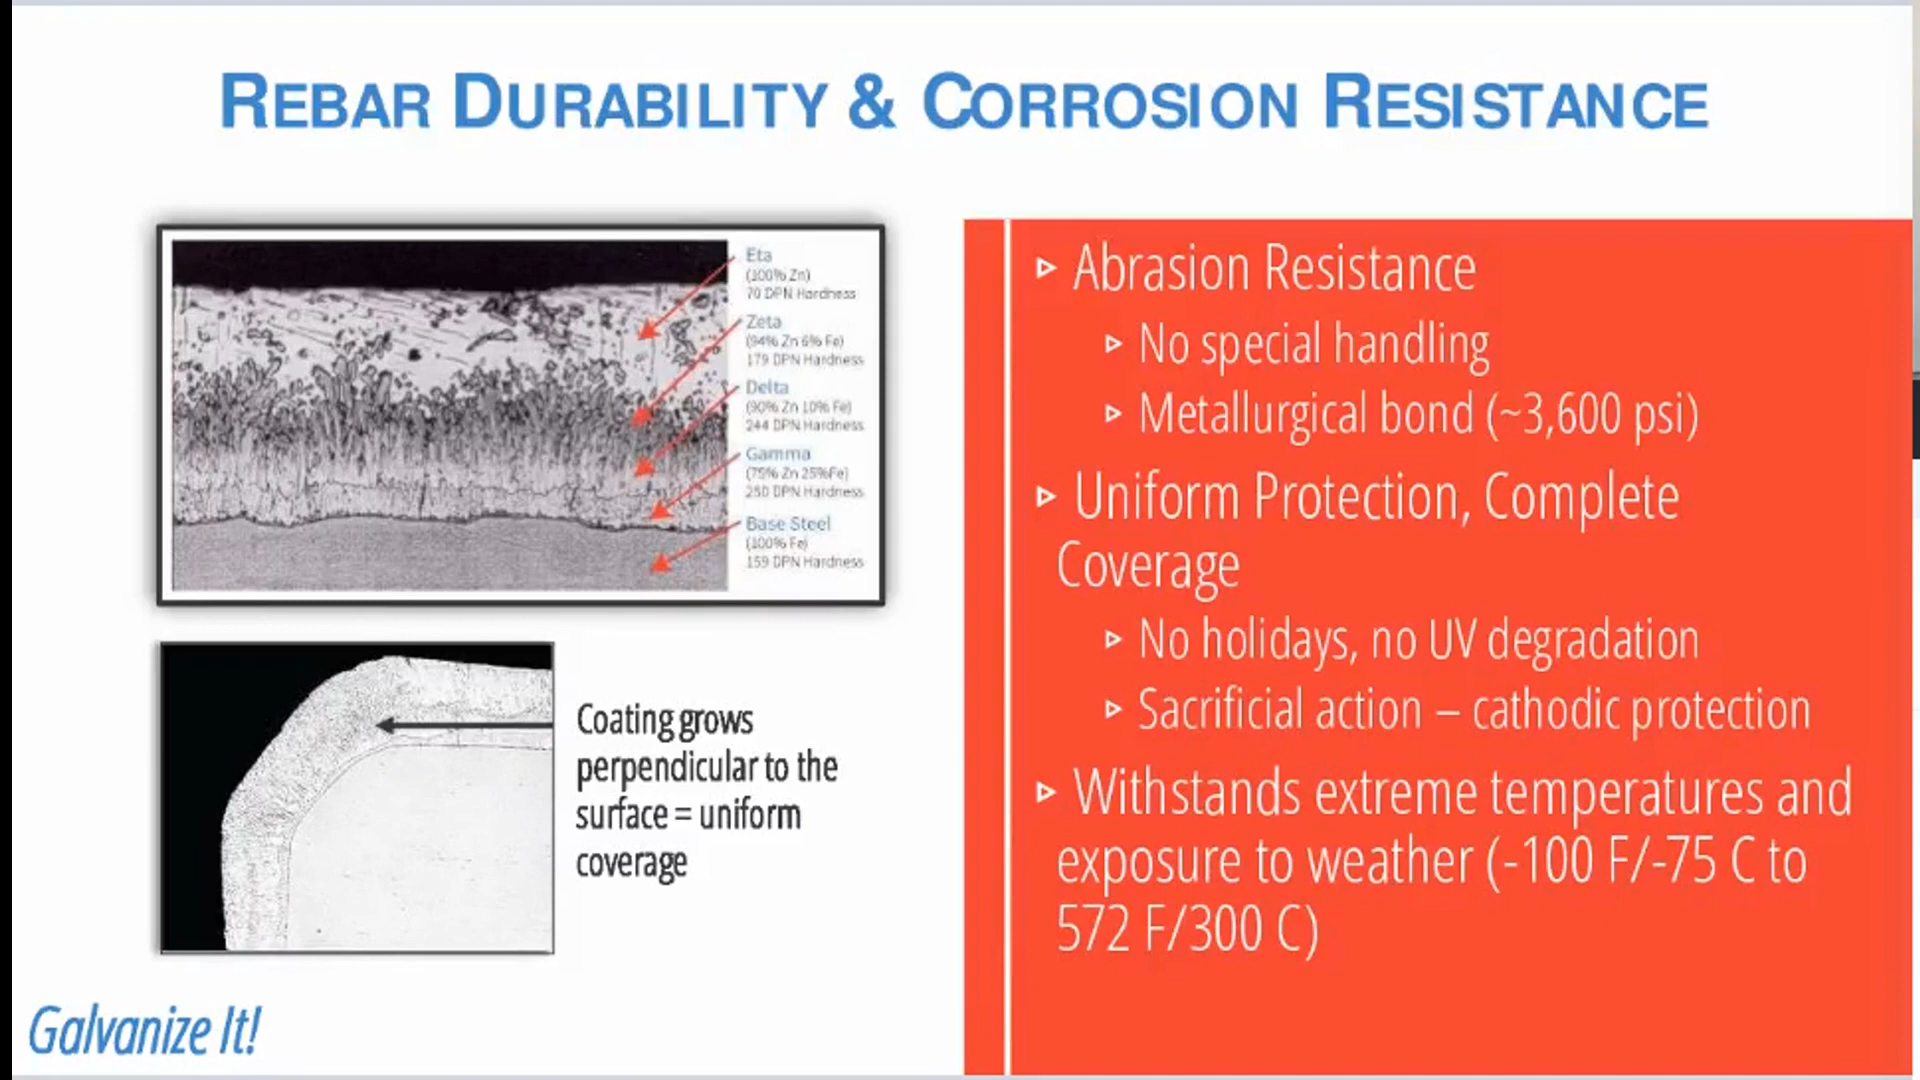 REBAR DURABILITY & CORROSION RESISTANCE
Eta
(100% Zn)
70 DPN Hardness
Zeta
(94% Zn 6% Fe)
179 DPN Hardness
Delta
(90% Zn 10% Fe)
244 DPN Hardness
Gamma
(75% Zn 25%Fe)
250 DPN Hardness
Base Steel
(100% Fe)
159 DPN Hardness
Coating grows
perpendicular to the
surface = uniform
coverage
Abrasion Resistance
No special handling
Metallurgical bond (~3,600 psi)
Uniform Protection, Complete
Coverage
No holidays, no UV degradation
Sacrificial action – cathodic protection
Withstands extreme temperatures and
exposure to weather (-100 F/-75 C to
572 F/300 C)
Galvanize It!